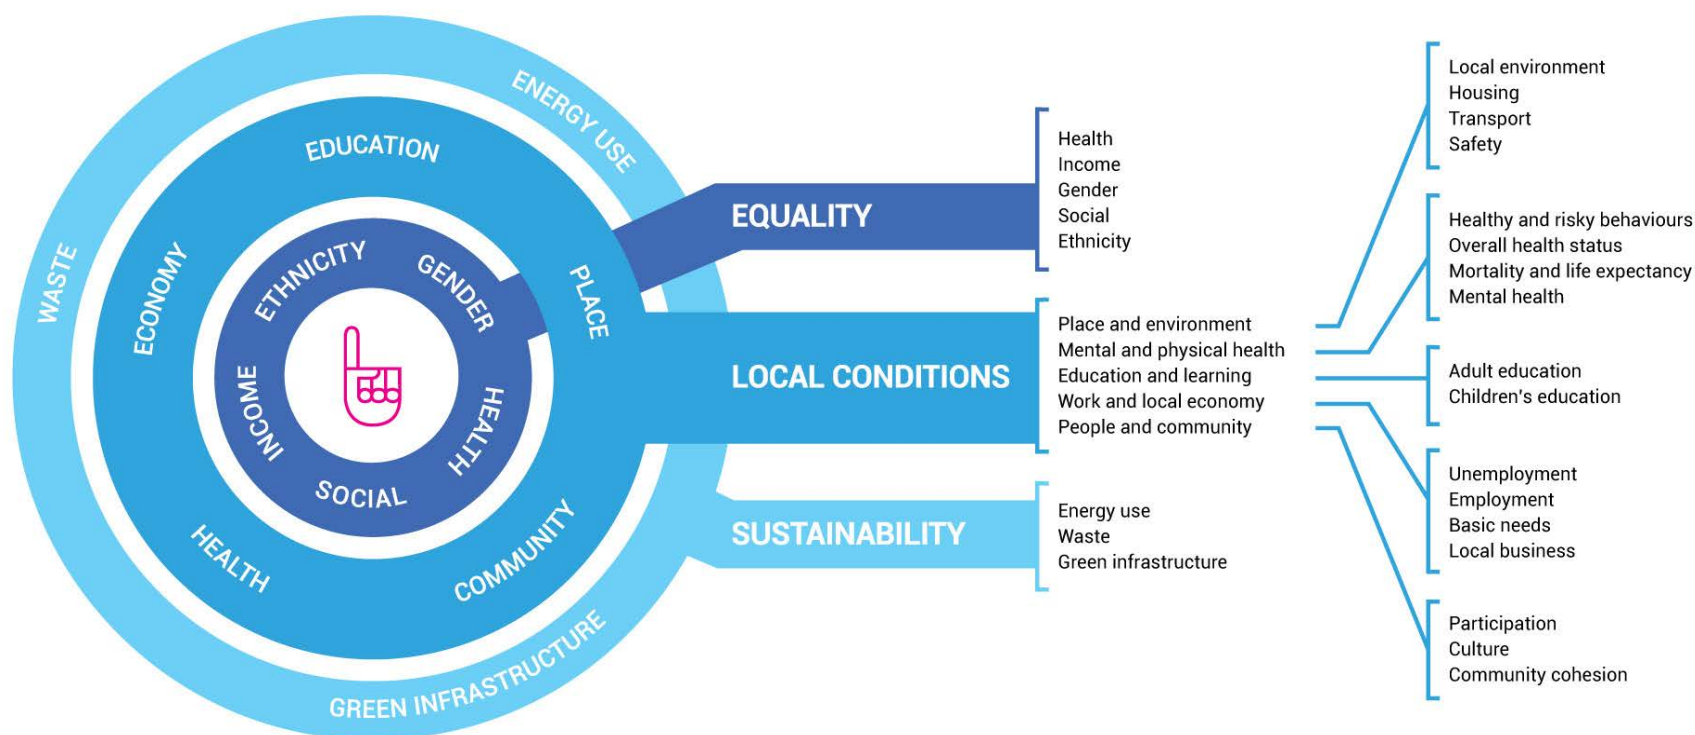 WASTE
ENERGY USE
GREEN INFRASTRUCTURE
EDUCATION
ECONOMY
PLACE
HEALTH
COMMUNITY
ETHNICITY
GENDER
INCOME
HEALTH
SOCIAL
EQUALITY
Health
Income
Gender
Social
Ethnicity
LOCAL CONDITIONS
Place and environment
Mental and physical health
Education and learning
Work and local economy
People and community
SUSTAINABILITY
Energy use
Waste
Green infrastructure
Local environment
Housing
Transport
Safety
Healthy and risky behaviours
Overall health status
Mortality and life expectancy
Mental health
Adult education
Children's education
Unemployment
Employment
Basic needs
Local business
Participation
Culture
Community cohesion